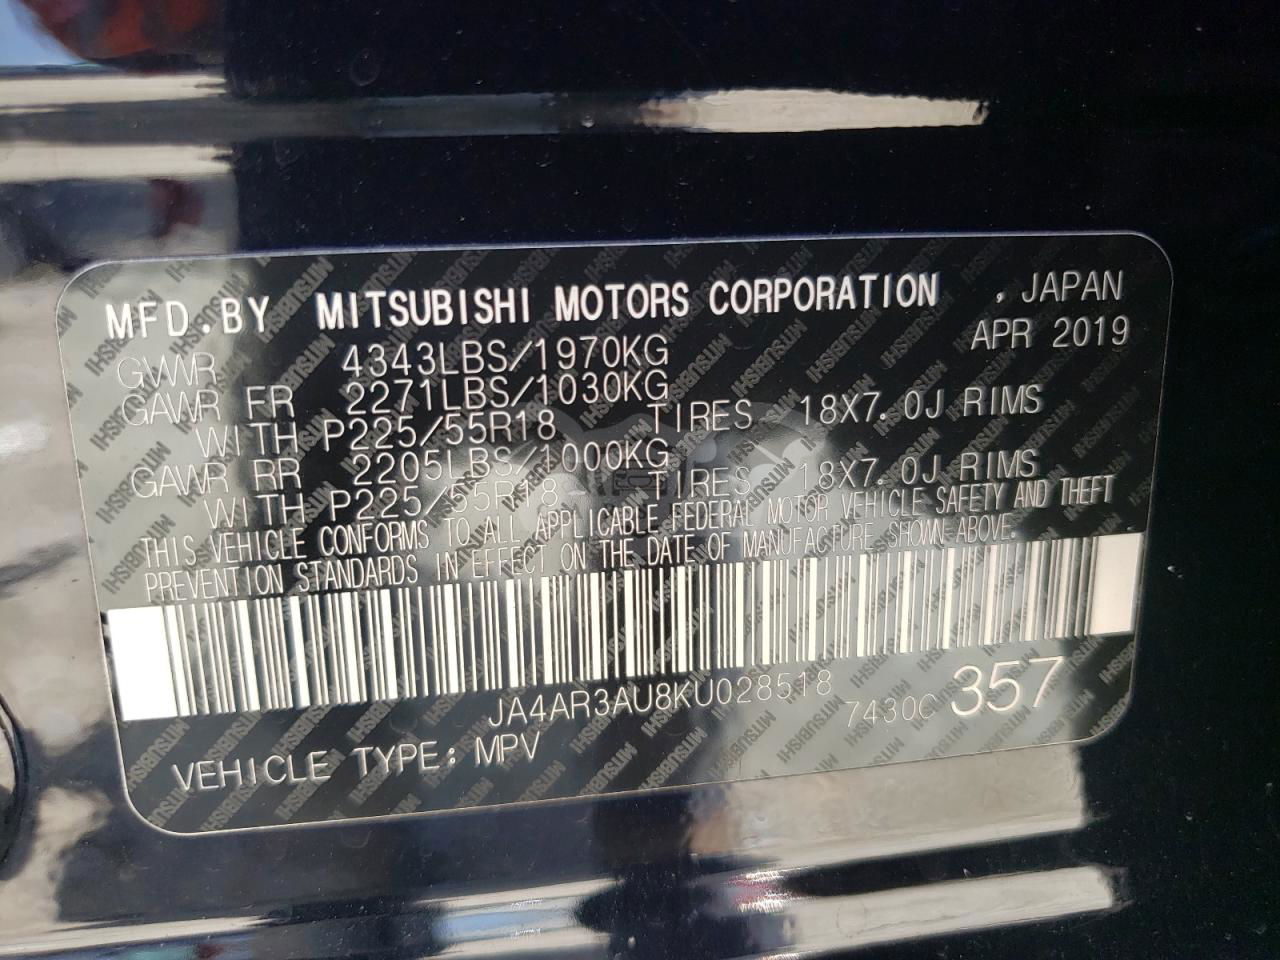 MFD.BY MITSUBISHI MOTORS CORPORATION , JAPAN
APR 2019
GVWR 4343LBS/1970KG
GAWR FR 2271LBS/1030KG
WITH P225/55R18 TIRES 18X7.0J RIMS
GAWR RR 2205LBS/1000KG
WITH P225/55R18 TIRES 18X7.0J RIMS
THIS VEHICLE CONFORMS TO ALL APPLICABLE FEDERAL MOTOR VEHICLE SAFETY AND THEFT
PREVENTION STANDARDS IN EFFECT ON THE DATE OF MANUFACTURE SHOWN ABOVE.
JA4AR3AU8KU028518
7430C 357
VEHICLE TYPE: MPV